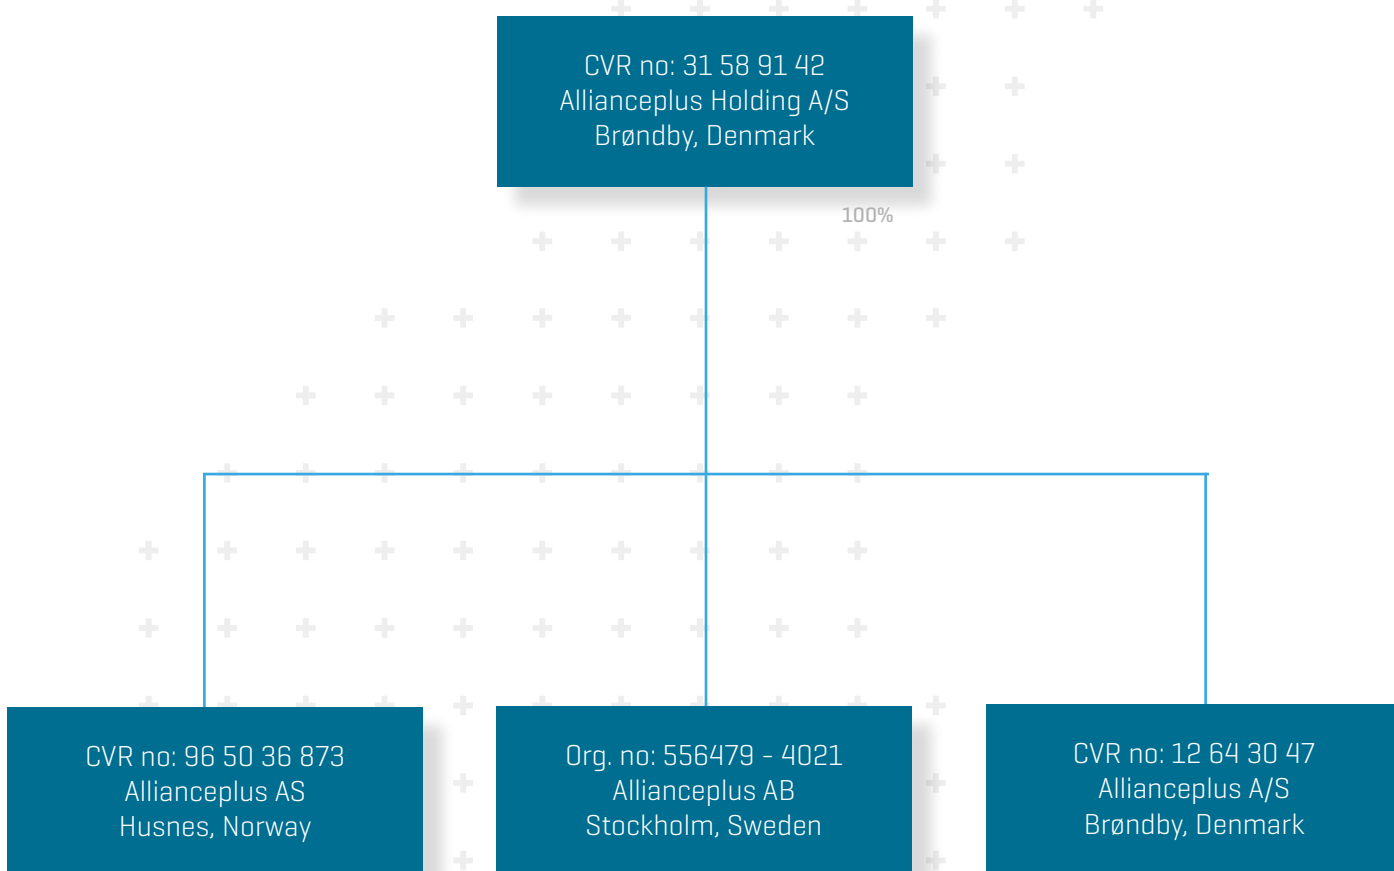 CVR no: 31 58 91 42
Allianceplus Holding A/S
Brøndby, Denmark
100%
CVR no: 96 50 36 873
Allianceplus AS
Husnes, Norway
Org. no: 556479 - 4021
Allianceplus AB
Stockholm, Sweden
CVR no: 12 64 30 47
Allianceplus A/S
Brøndby, Denmark